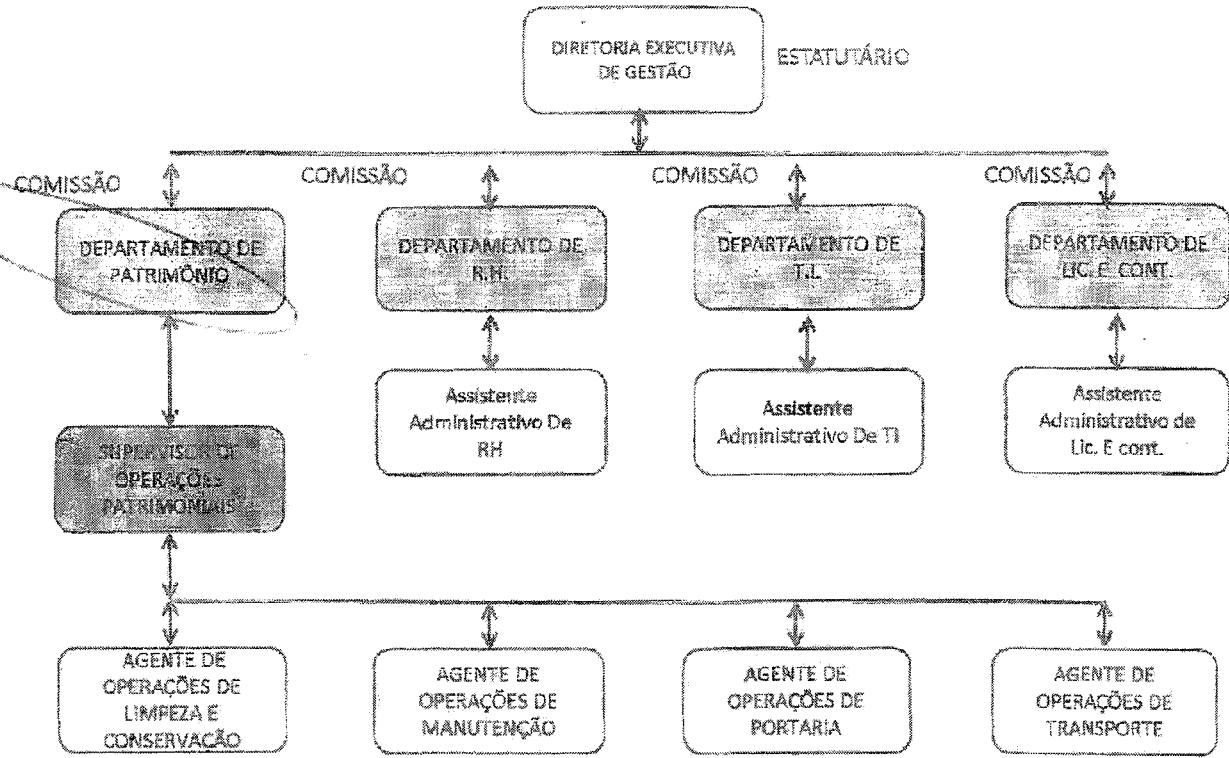 DIRETORIA EXECUTIVA
DE GESTÃO
ESTATUTÁRIO
COMISSÃO
COMISSÃO
COMISSÃO
COMISSÃO
DEPARTAMENTO DE
PATRIMÔNIO
DEPARTAMENTO DE
R.H.
DEPARTAMENTO DE
T.I.
DEPARTAMENTO DE
LIC. E CONT.
Assistente
Administrativo De
RH
Assistente
Administrativo De TI
Assistente
Administrativo de
Lic. E cont.
SUPERVISOR DE
OPERAÇÕES
PATRIMONIAIS
AGENTE DE
OPERAÇÕES DE
LIMPEZA E
CONSERVAÇÃO
AGENTE DE
OPERAÇÕES DE
MANUTENÇÃO
AGENTE DE
OPERAÇÕES DE
PORTARIA
AGENTE DE
OPERAÇÕES DE
TRANSPORTE